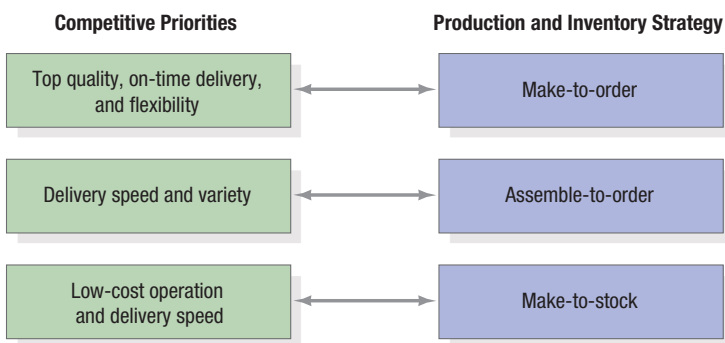 Competitive Priorities
Production and Inventory Strategy
Top quality, on-time delivery,
and flexibility
Make-to-order
Delivery speed and variety
Assemble-to-order
Low-cost operation
and delivery speed
Make-to-stock